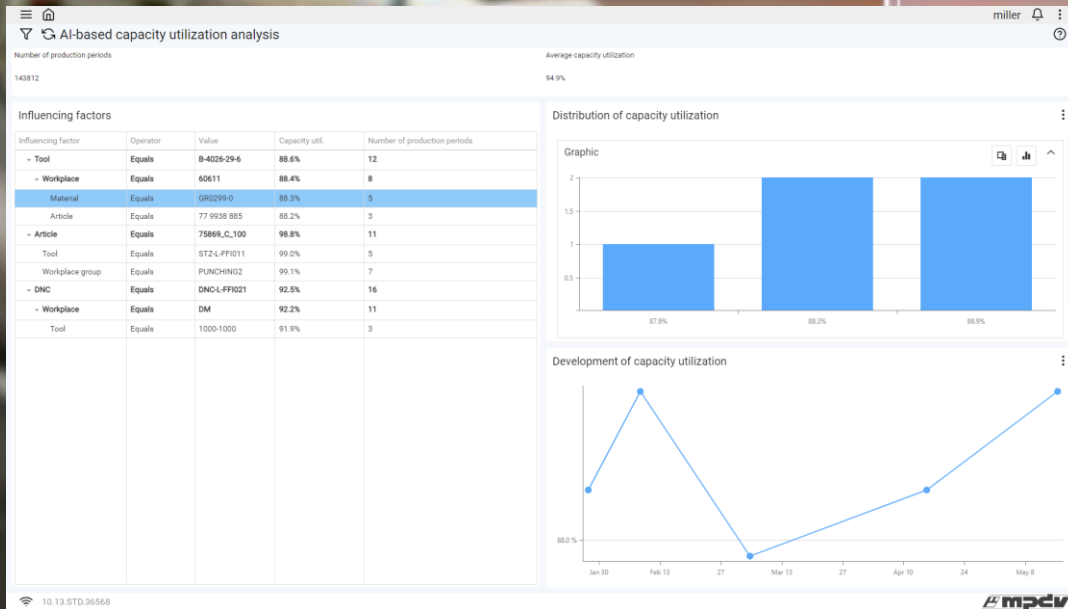 miller
AI-based capacity utilization analysis
Number of production periods
143812
Average capacity utilization
94.9%
Influencing factors
Influencing factor Operator Value Capacity util. Number of production periods
Tool Equals B-4026-29-6 88.6% 12
Workplace Equals 60611 88.4% 8
Material Equals GR0299-0 88.3% 5
Article Equals 77 9938 885 88.2% 3
Article Equals 75869_C_100 98.8% 11
Tool Equals STZ-L-FFI011 99.0% 5
Workplace group Equals PUNCHING2 99.1% 7
DNC Equals DNC-L-FFI021 92.5% 16
Workplace Equals DM 92.2% 11
Tool Equals 1000-1000 91.9% 3
Distribution of capacity utilization
Graphic
2
1.5
1
0.5
87.9% 88.3% 88.9%
Development of capacity utilization
88.0 %
Jan 30 Feb 13 27 Mar 13 27 Apr 10 24 May 8
10.13.STD.36568
mpdv